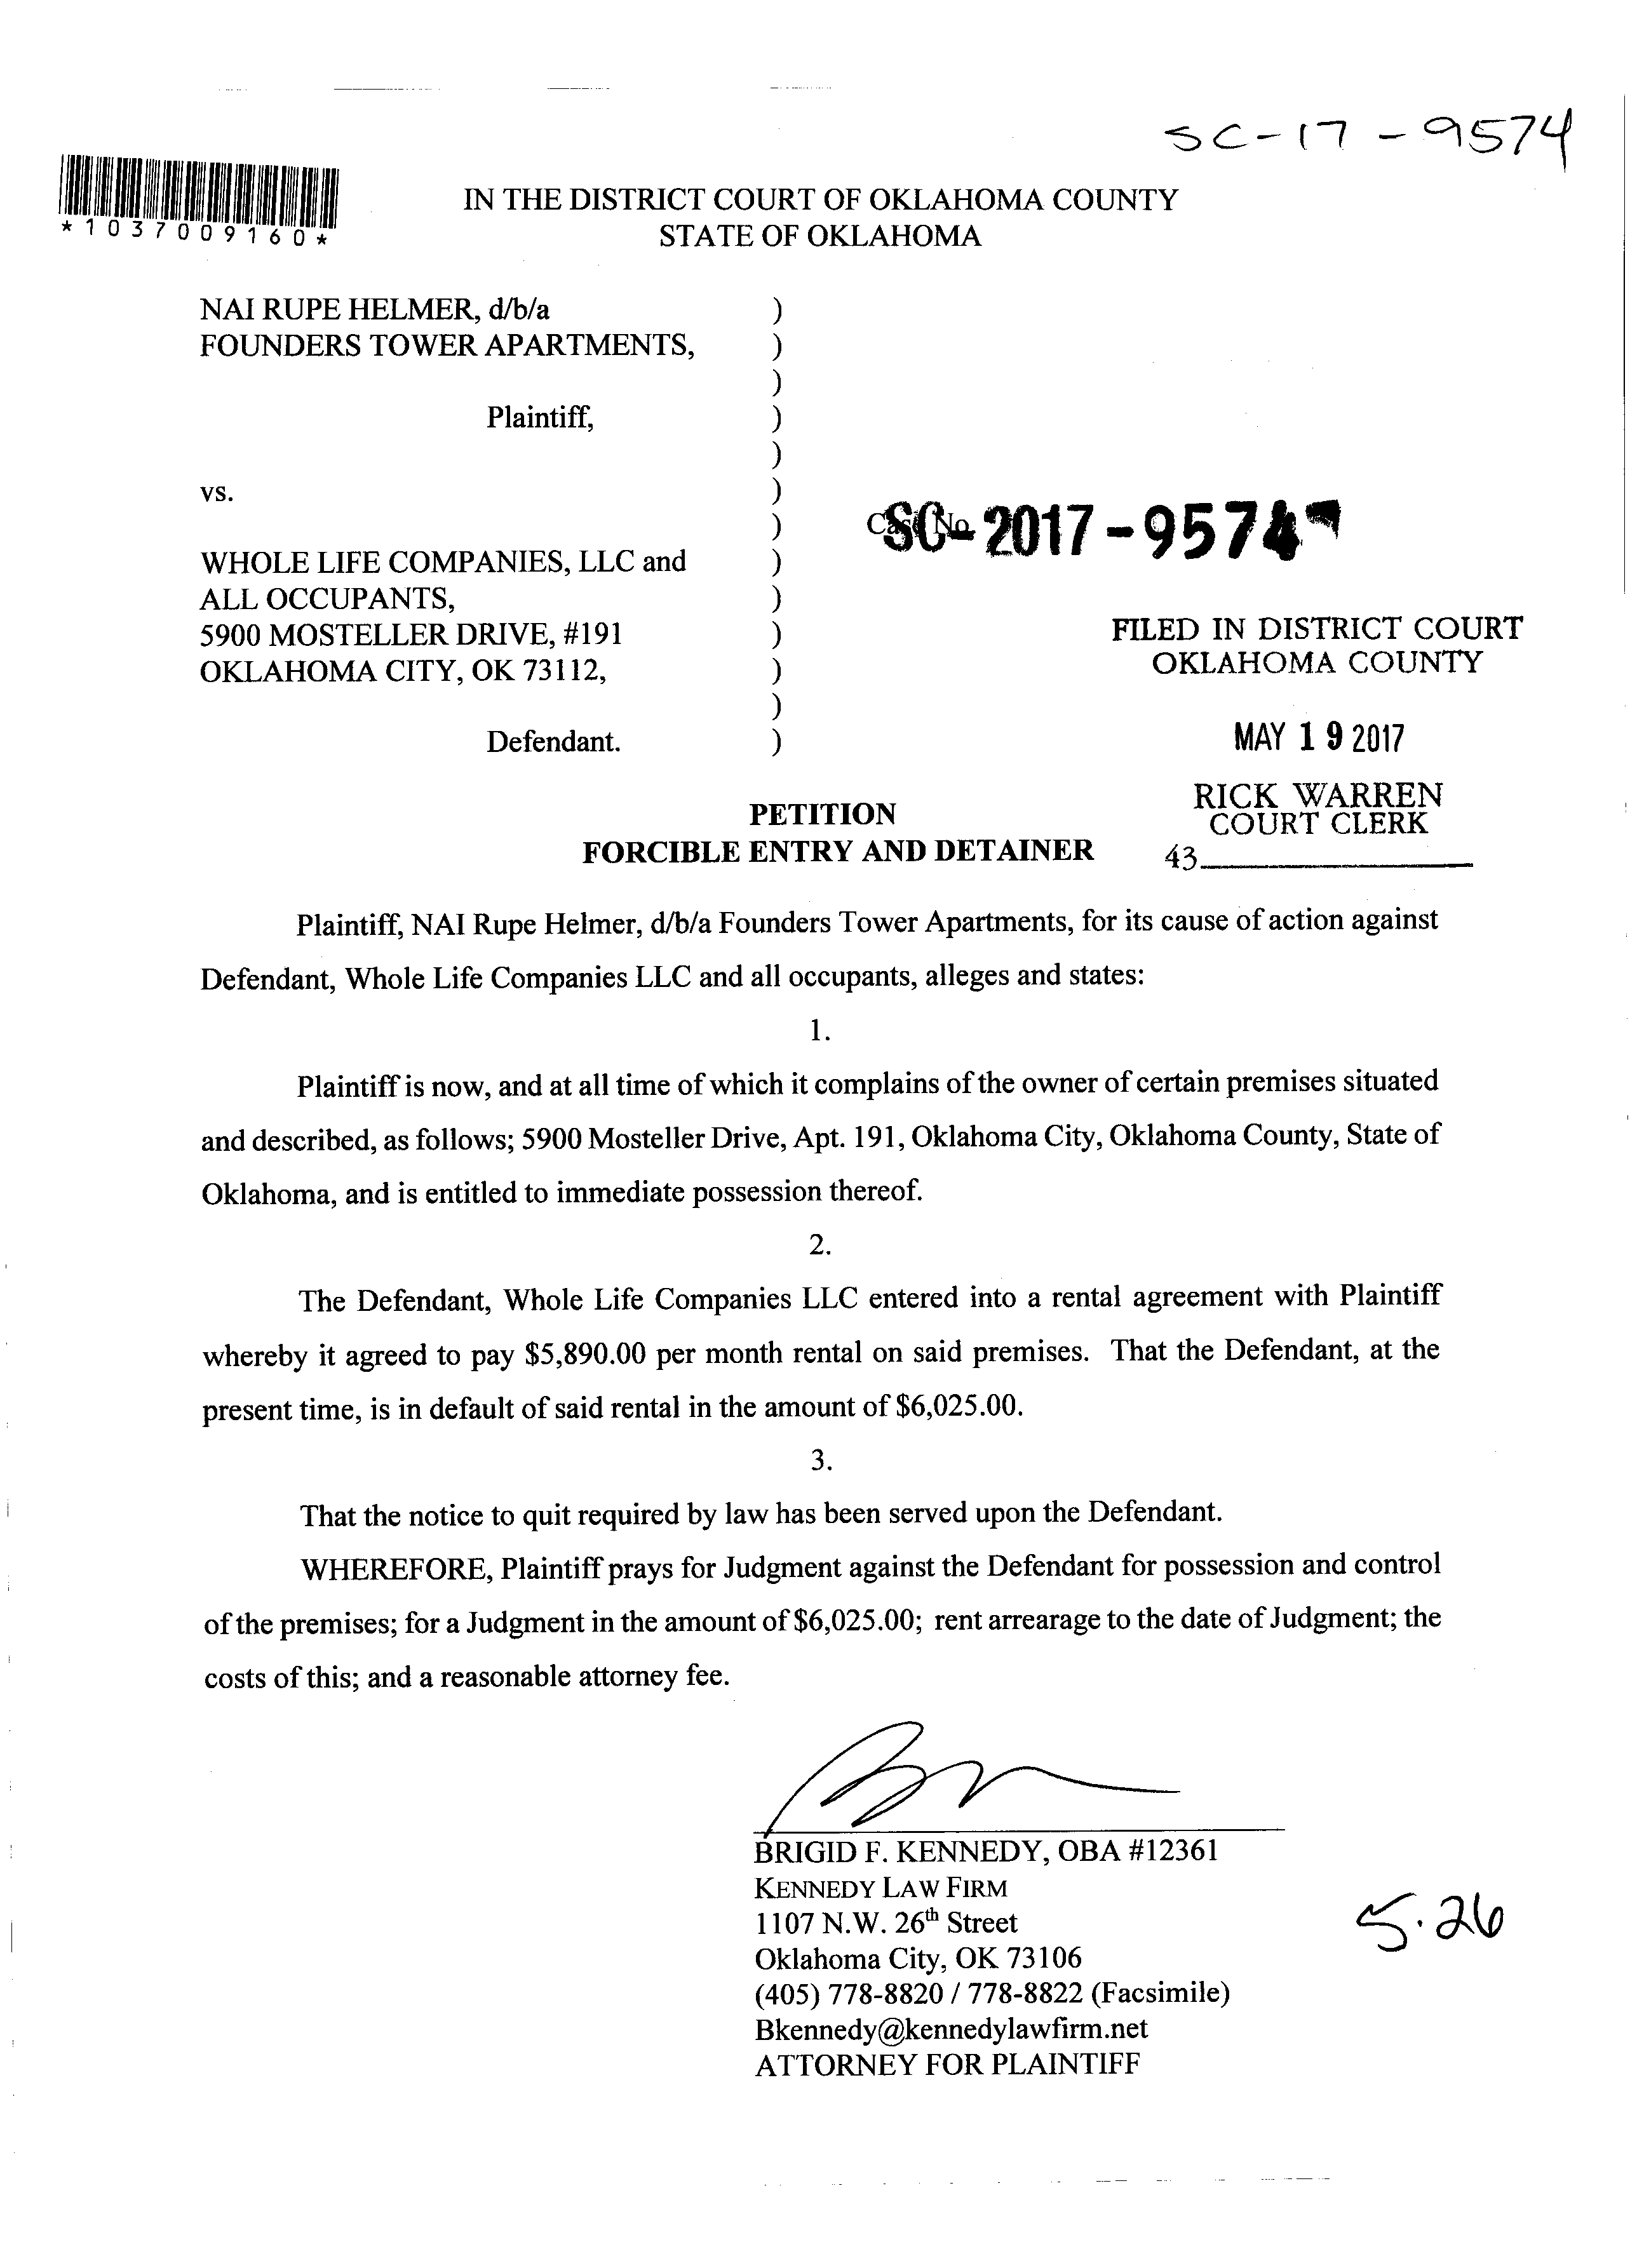 SC-17-9574
*1037009160*
IN THE DISTRICT COURT OF OKLAHOMA COUNTY
STATE OF OKLAHOMA
NAI RUPE HELMER, d/b/a )
FOUNDERS TOWER APARTMENTS, )
)
Plaintiff, )
)
vs. )
) Case No. SC-2017-9574
WHOLE LIFE COMPANIES, LLC and )
ALL OCCUPANTS, )
5900 MOSTELLER DRIVE, #191 )
OKLAHOMA CITY, OK 73112, )
)
Defendant. )
FILED IN DISTRICT COURT
OKLAHOMA COUNTY
MAY 19 2017
RICK WARREN
COURT CLERK
43
PETITION
FORCIBLE ENTRY AND DETAINER
Plaintiff, NAI Rupe Helmer, d/b/a Founders Tower Apartments, for its cause of action against
Defendant, Whole Life Companies LLC and all occupants, alleges and states:
1.
Plaintiff is now, and at all time of which it complains of the owner of certain premises situated
and described, as follows; 5900 Mosteller Drive, Apt. 191, Oklahoma City, Oklahoma County, State of
Oklahoma, and is entitled to immediate possession thereof.
2.
The Defendant, Whole Life Companies LLC entered into a rental agreement with Plaintiff
whereby it agreed to pay $5,890.00 per month rental on said premises. That the Defendant, at the
present time, is in default of said rental in the amount of $6,025.00.
3.
That the notice to quit required by law has been served upon the Defendant.
WHEREFORE, Plaintiff prays for Judgment against the Defendant for possession and control
of the premises; for a Judgment in the amount of $6,025.00; rent arrearage to the date of Judgment; the
costs of this; and a reasonable attorney fee.
BRIGID F. KENNEDY, OBA #12361
KENNEDY LAW FIRM
1107 N.W. 26th Street
Oklahoma City, OK 73106
(405) 778-8820 / 778-8822 (Facsimile)
Bkennedy@kennedylawfirm.net
ATTORNEY FOR PLAINTIFF
5.26